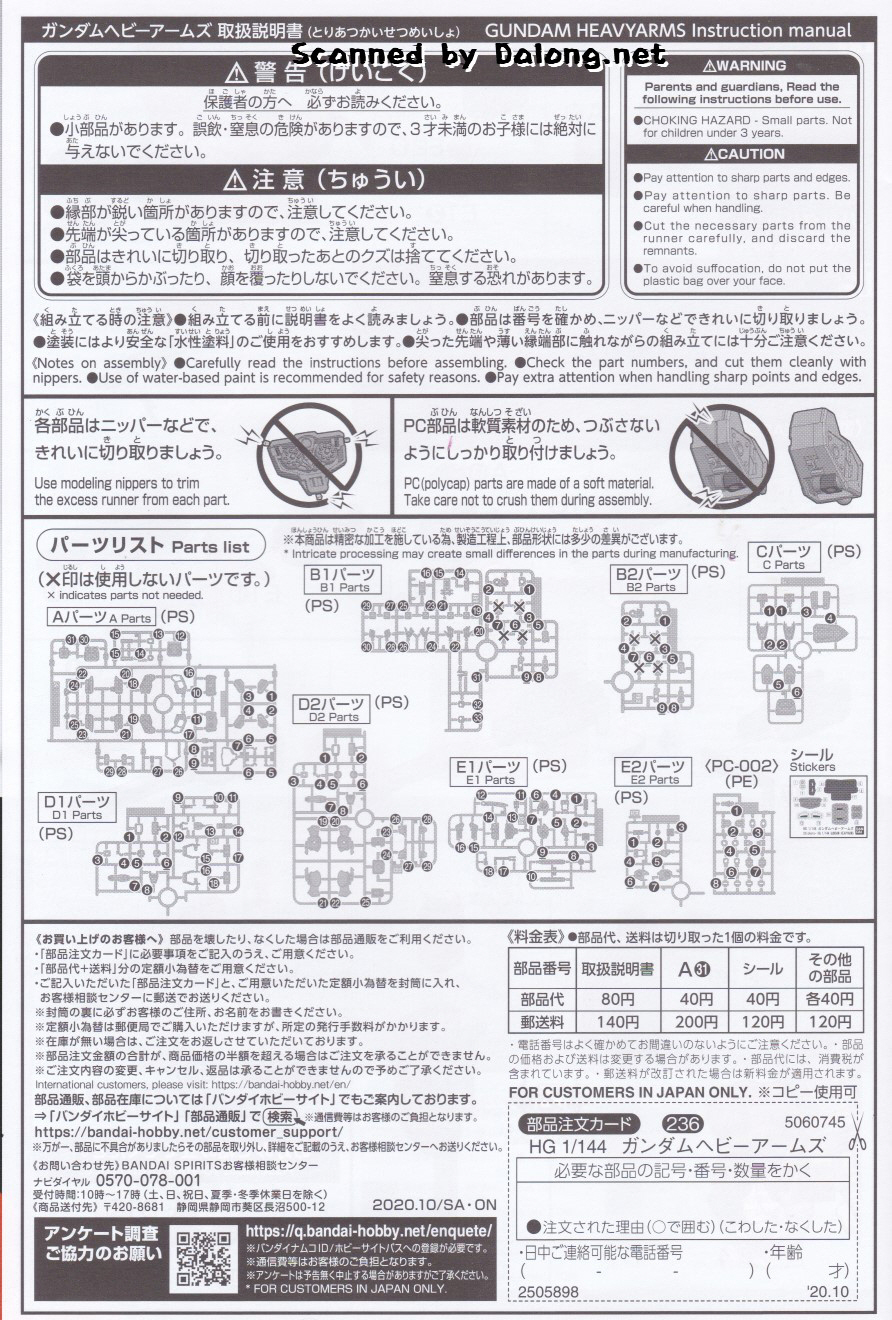 ガンダムヘビーアームズ 取扱説明書 (とりあつかいせつめいしょ) GUNDAM HEAVYARMS Instruction manual
Scanned by Dalong.net
⚠警告 (けいこく)
保護者の方へ 必ずお読みください。
●小部品があります。誤飲・窒息の危険がありますので、3才未満のお子様には絶対に
与えないでください。
⚠注意 (ちゅうい)
●縁部が鋭い箇所がありますので、注意してください。
●先端が尖っている箇所がありますので、注意してください。
●部品はきれいに切り取り、切り取ったあとのクズは捨ててください。
●袋を頭からかぶったり、顔を覆ったりしないでください。窒息する恐れがあります。
⚠WARNING
Parents and guardians, Read the
following instructions before use.
●CHOKING HAZARD - Small parts. Not
for children under 3 years.
⚠CAUTION
●Pay attention to sharp parts and edges.
●Pay attention to sharp parts. Be
careful when handling.
●Cut the necessary parts from the
runner carefully, and discard the
remnants.
●To avoid suffocation, do not put the
plastic bag over your face.
《組み立てる時の注意》●組み立てる前に説明書をよく読みましょう。●部品は番号を確かめ、ニッパーなどできれいに切り取りましょう。
●塗装にはより安全な「水性塗料」のご使用をおすすめします。●尖った先端や薄い縁端部に触れながらの組み立てには十分ご注意ください。
《Notes on assembly》●Carefully read the instructions before assembling. ●Check the part numbers, and cut them cleanly with
nippers. ●Use of water-based paint is recommended for safety reasons. ●Pay extra attention when handling sharp points and edges.
各部品はニッパーなどで、
きれいに切り取りましょう。
Use modeling nippers to trim
the excess runner from each part.
PC部品は軟質素材のため、つぶさない
ようにしっかり取り付けましょう。
PC(polycap) parts are made of a soft material.
Take care not to crush them during assembly.
パーツリスト Parts list
(✕印は使用しないパーツです。)
× indicates parts not needed.
※本商品は精密な加工を施している為、製造工程上、部品形状には多少の差異がございます。
* Intricate processing may create small differences in the parts during manufacturing.
Aパーツ A Parts (PS)
B1パーツ
B1 Parts
(PS)
B2パーツ (PS)
B2 Parts
Cパーツ (PS)
C Parts
D2パーツ (PS)
D2 Parts
D1パーツ
D1 Parts
(PS)
E1パーツ (PS)
E1 Parts
E2パーツ
E2 Parts
(PS)
〈PC-002〉
(PE)
シール
Stickers
《お買い上げのお客様へ》部品を壊したり、なくした場合は部品通販をご利用ください。
・「部品注文カード」に必要事項をご記入のうえ、ご用意ください。
・「部品代+送料」分の定額小為替をご用意ください。
・ご記入いただいた「部品注文カード」と、ご用意いただいた定額小為替を封筒に入れ、
お客様相談センターに郵送でお送りください。
※封筒の裏に必ずお客様のご住所、お名前をお書きください。
※定額小為替は郵便局でご購入いただけますが、所定の発行手数料がかかります。
※在庫が無い場合は、ご注文をお返しさせていただいております。
※部品注文金額の合計が、商品価格の半額を超える場合はご注文を承ることができません。
※ご注文内容の変更、キャンセル、返品は承ることができませんので予めご了承ください。
International customers, please visit: https://bandai-hobby.net/en/
部品通販、部品在庫については「バンダイホビーサイト」でもご案内しております。
⇒「バンダイホビーサイト」「部品通販」で 検索 ※通信費等はお客様のご負担となります。
https://bandai-hobby.net/customer_support/
※万が一、部品に不具合がありましたらその部品を取り外し、詳細をご記載のうえ、お客様相談センターへお送りください。
《お問い合わせ先》BANDAI SPIRITSお客様相談センター
ナビダイヤル 0570-078-001
受付時間:10時〜17時(土、日、祝日、夏季・冬季休業日を除く)
《商品送付先》〒420-8681 静岡県静岡市葵区長沼500-12
2020.10/SA・ON
アンケート調査
ご協力のお願い
https://q.bandai-hobby.net/enquete/
※バンダイナムコID/ホビーサイトパスへの登録が必要です。
※通信費等はお客様のご負担となります。
※アンケートは予告無く中止する場合がありますがご了承ください。
* FOR CUSTOMERS IN JAPAN ONLY.
《料金表》●部品代、送料は切り取った1個の料金です。
部品番号 取扱説明書 A㉛ シール その他の部品
部品代 80円 40円 40円 各40円
郵送料 140円 200円 120円 120円
・電話番号はよく確かめてお間違いのないようにご注意ください。・部品
の価格および送料は変更する場合があります。・部品代には、消費税が
含まれています。・郵送料が改訂された場合は新料金が適用されます。
FOR CUSTOMERS IN JAPAN ONLY. ※コピー使用可
部品注文カード 236 5060745
HG 1/144 ガンダムヘビーアームズ
必要な部品の記号・番号・数量をかく
●注文された理由(○で囲む)(こわした・なくした)
・日中ご連絡可能な電話番号 ・年齢
( - - ) ( 才)
2505898 '20.10